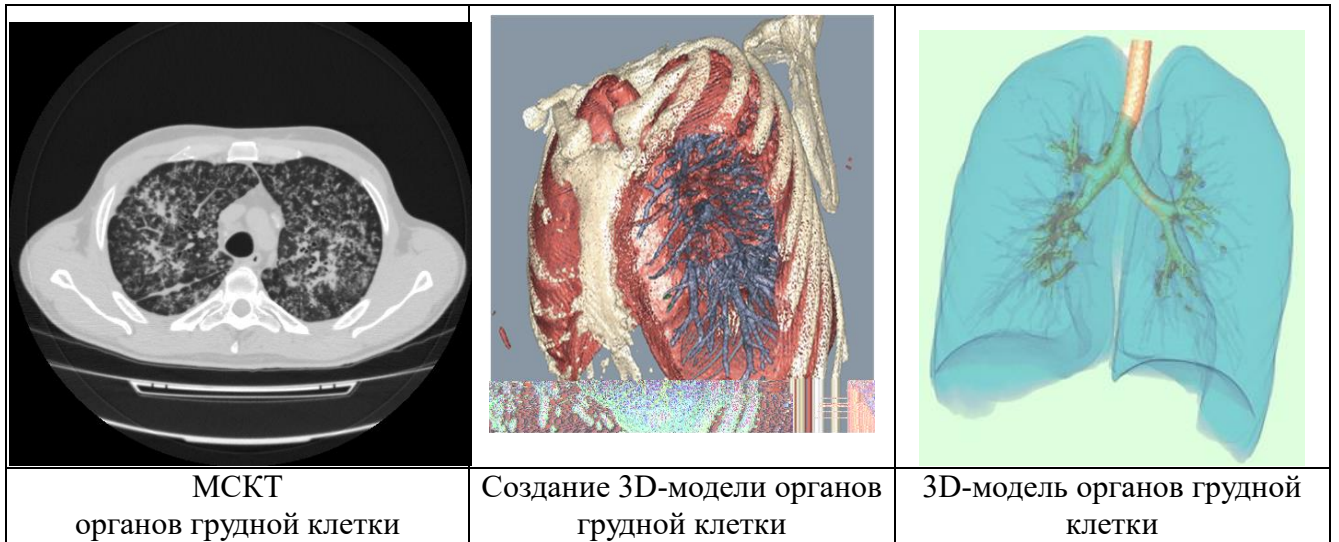 МСКТ
органов грудной клетки
Создание 3D-модели органов
грудной клетки
3D-модель органов грудной
клетки